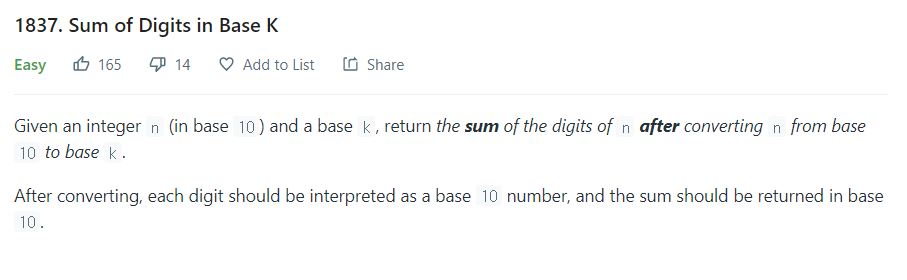 1837. Sum of Digits in Base K
Easy 165 14 Add to List Share
Given an integer n (in base 10) and a base k, return the sum of the digits of n after converting n from base
10 to base k.
After converting, each digit should be interpreted as a base 10 number, and the sum should be returned in base
10.